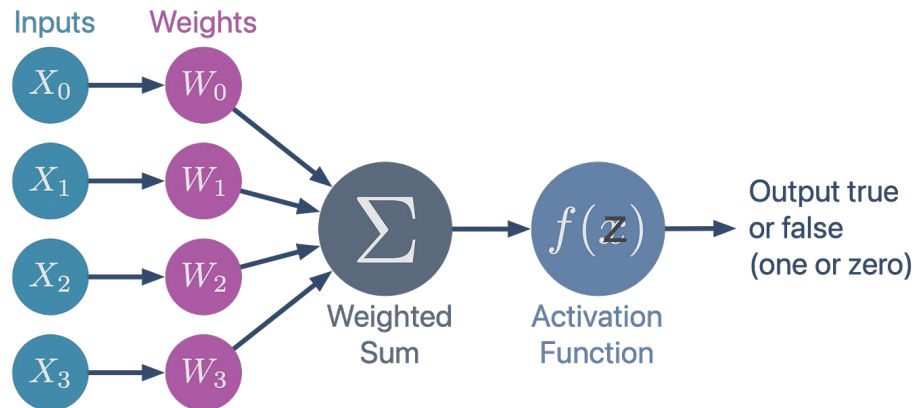 Inputs Weights
X₀ W₀
X₁ W₁
X₂ W₂
X₃ W₃
Σ
Weighted
Sum
f(z)
Activation
Function
Output true
or false
(one or zero)